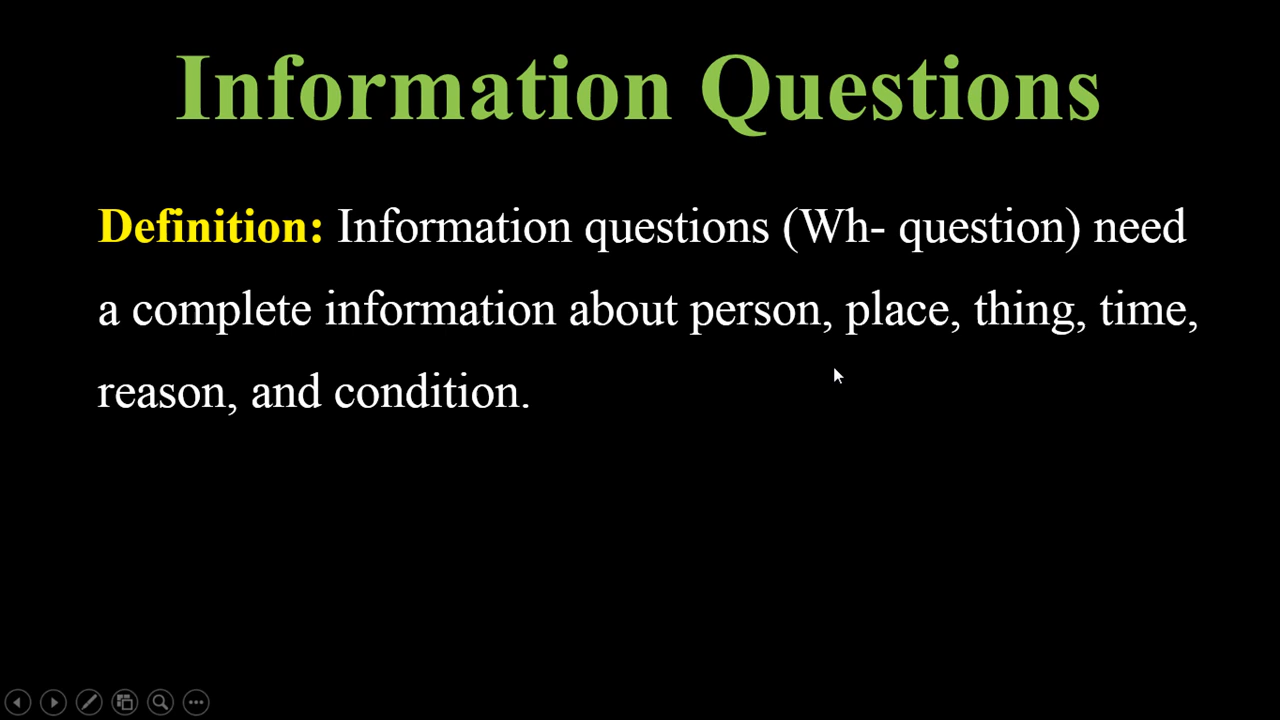 Information Questions
Definition: Information questions (Wh- question) need
a complete information about person, place, thing, time,
reason, and condition.